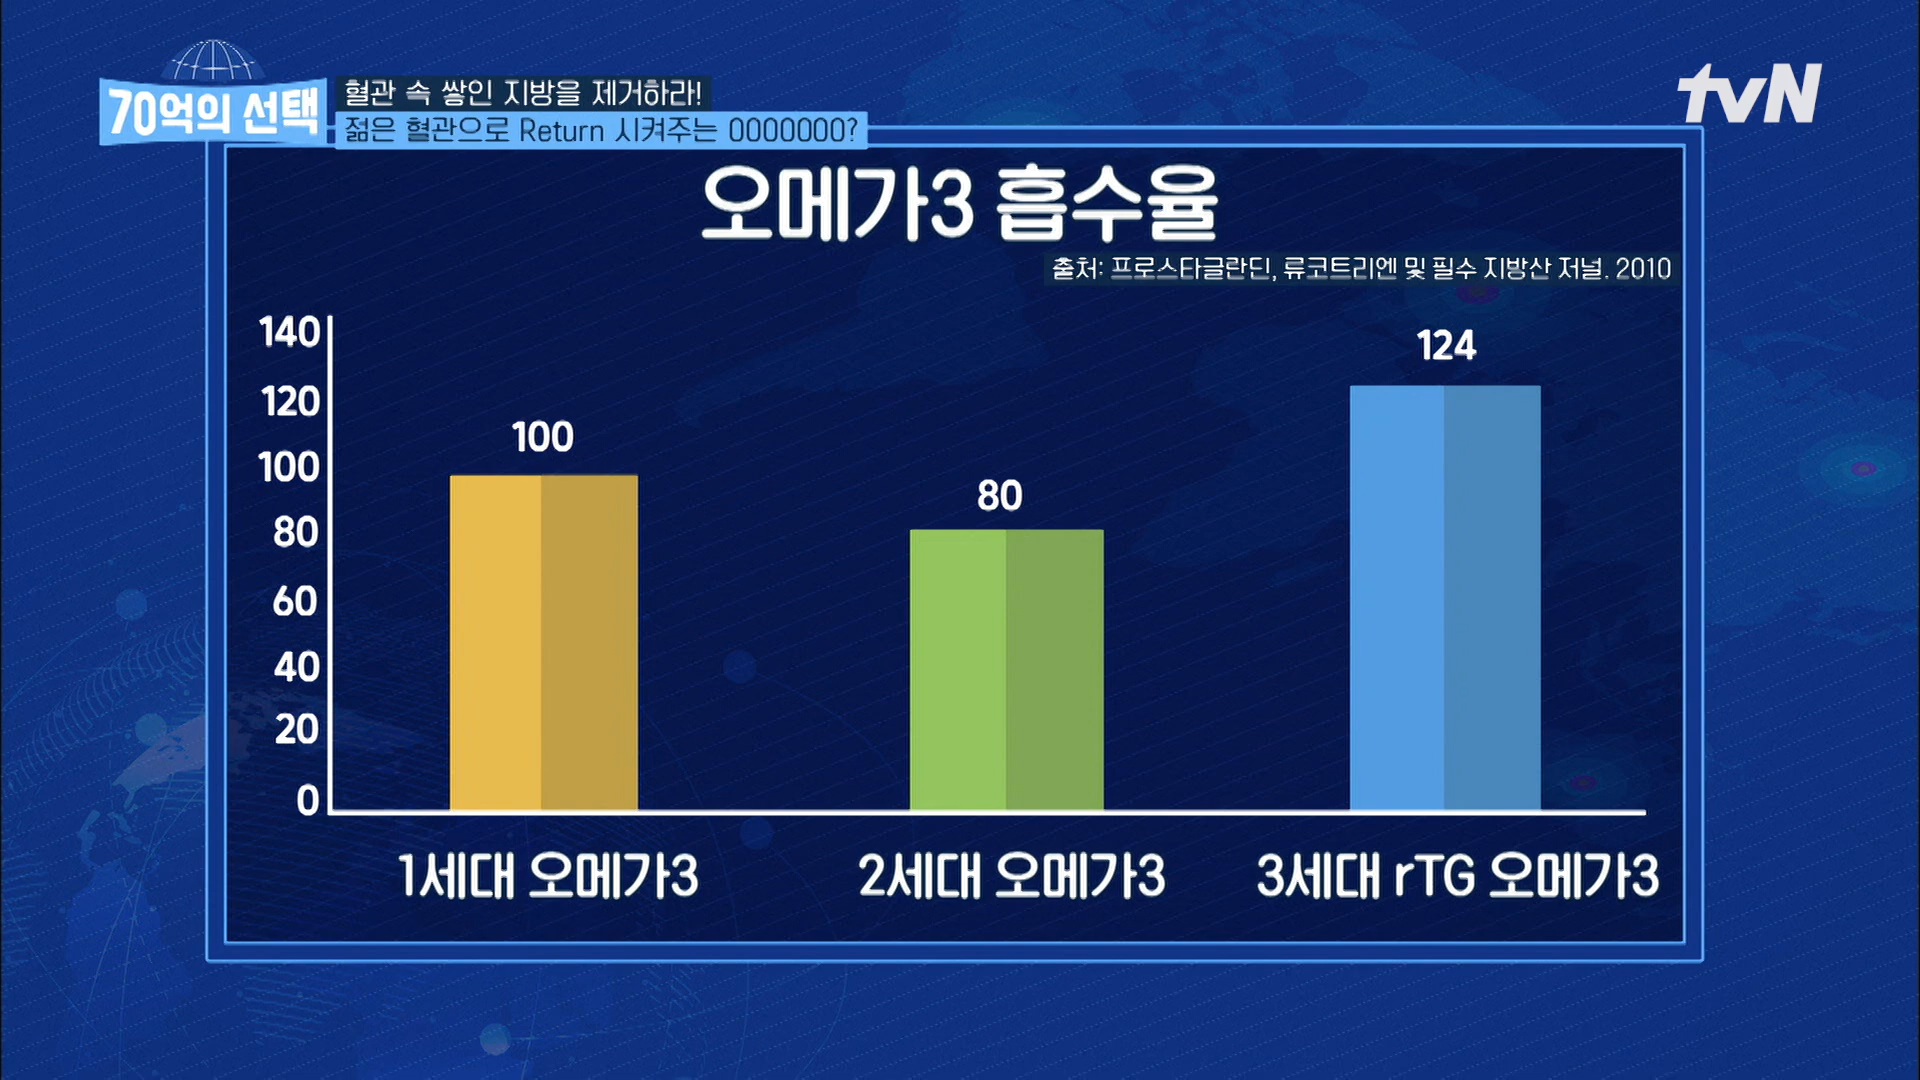 70억의 선택
혈관 속 쌓인 지방을 제거하라!
젊은 혈관으로 Return 시켜주는 0000000?
tvN
오메가3 흡수율
출처: 프로스타글란딘, 류코트리엔 및 필수 지방산 저널. 2010
140
120
100
80
60
40
20
0
100
80
124
1세대 오메가3
2세대 오메가3
3세대 rTG 오메가3